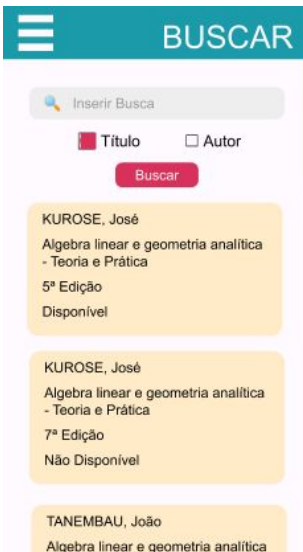 BUSCAR
Inserir Busca
Título
Autor
Buscar
KUROSE, José
Algebra linear e geometria analítica
- Teoria e Prática
5ª Edição
Disponível
KUROSE, José
Algebra linear e geometria analítica
- Teoria e Prática
7ª Edição
Não Disponível
TANEMBAU, João
Algebra linear e geometria analítica